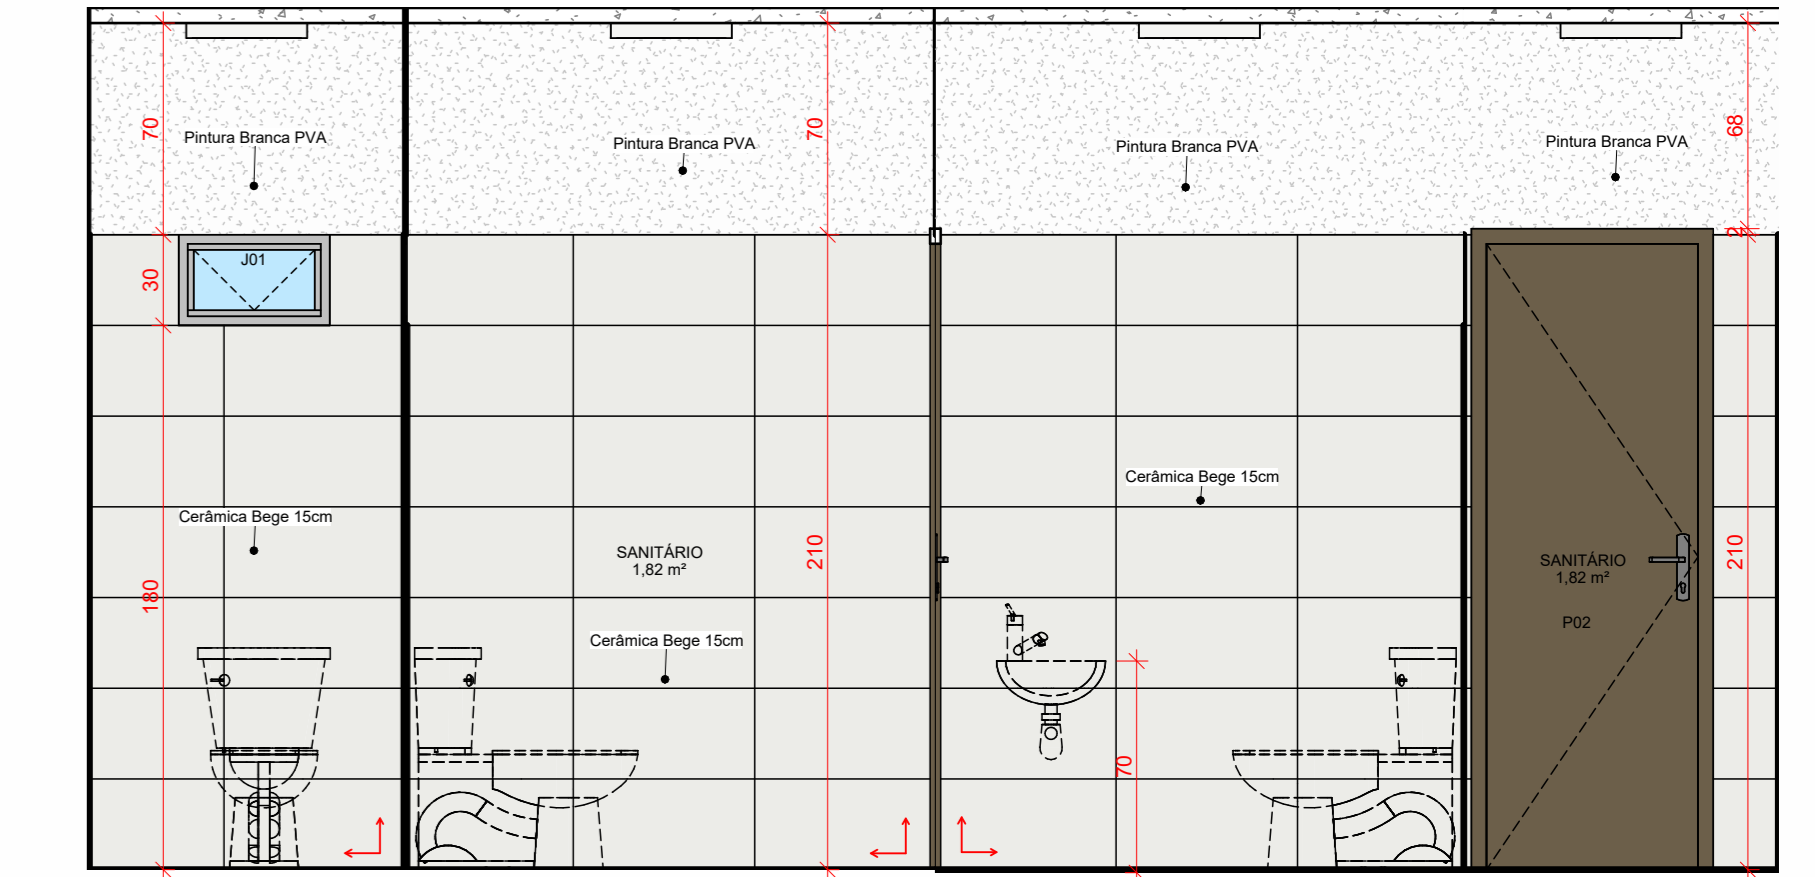 70
Pintura Branca PVA
70
Pintura Branca PVA
Pintura Branca PVA
Pintura Branca PVA
68
2
J01
30
Cerâmica Bege 15cm
180
SANITÁRIO
1,82 m²
Cerâmica Bege 15cm
210
Cerâmica Bege 15cm
70
SANITÁRIO
1,82 m²
P02
210